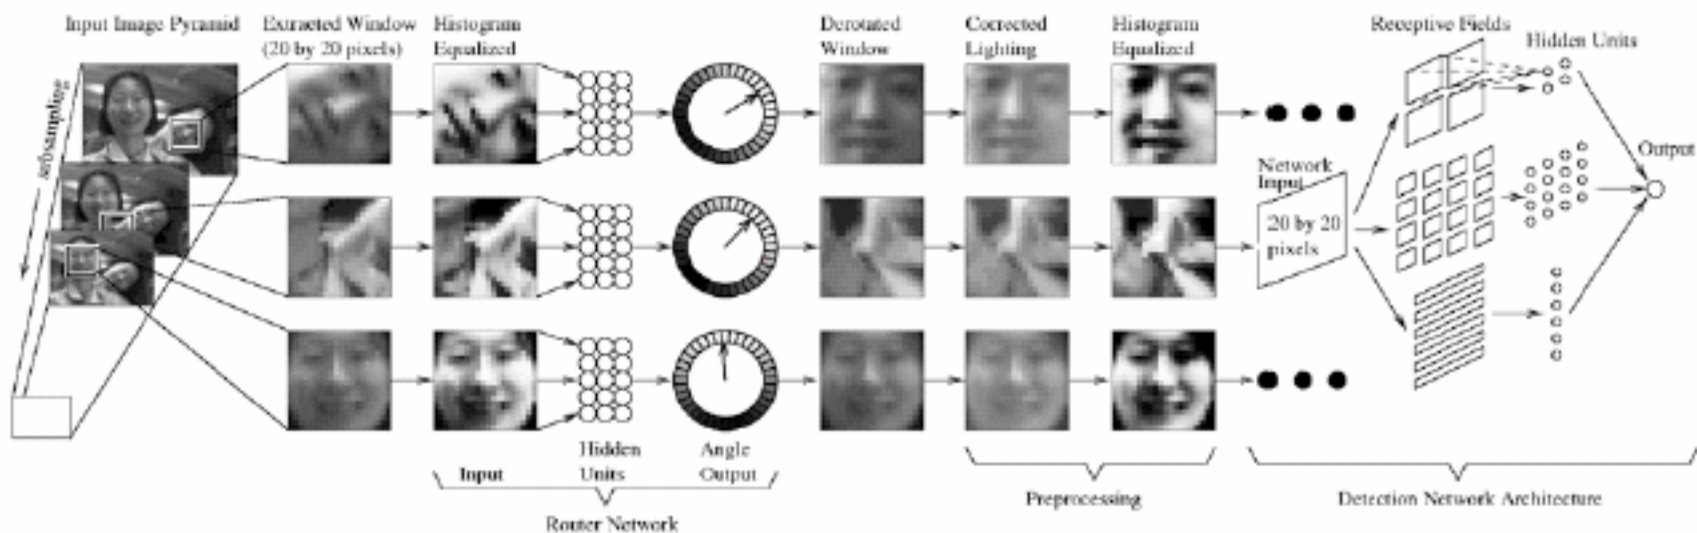 Input Image Pyramid
Extracted Window
(20 by 20 pixels)
Histogram
Equalized
Derotated
Window
Corrected
Lighting
Histogram
Equalized
Receptive Fields
Hidden Units
subsampling
Network
Input
20 by 20
pixels
Output
Input
Hidden
Units
Angle
Output
Router Network
Preprocessing
Detection Network Architecture